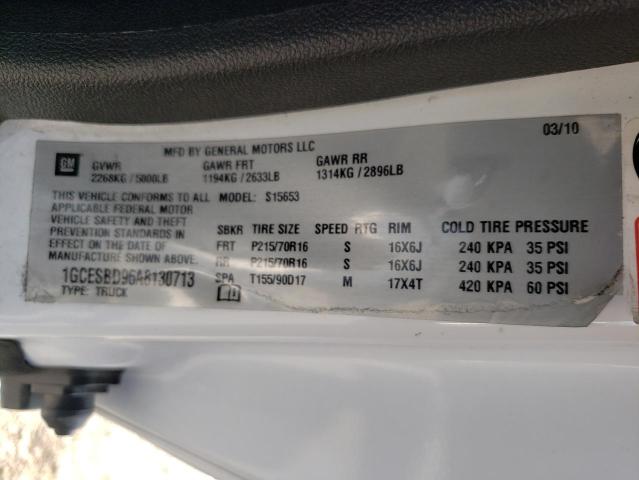 03/10
MFD BY GENERAL MOTORS LLC
GM
GVWR GAWR FRT GAWR RR
2268KG / 5000LB 1194KG / 2633LB 1314KG / 2896LB
THIS VEHICLE CONFORMS TO ALL MODEL: S15653
APPLICABLE FEDERAL MOTOR
VEHICLE SAFETY AND THEFT
PREVENTION STANDARDS IN
EFFECT ON THE DATE OF
MANUFACTURE SHOWN ABOVE.
1GCESBD96A8130713
TYPE: TRUCK
SBKR TIRE SIZE SPEED RTG RIM COLD TIRE PRESSURE
FRT P215/70R16 S 16X6J 240 KPA 35 PSI
RR P215/70R16 S 16X6J 240 KPA 35 PSI
SPA T155/90D17 M 17X4T 420 KPA 60 PSI